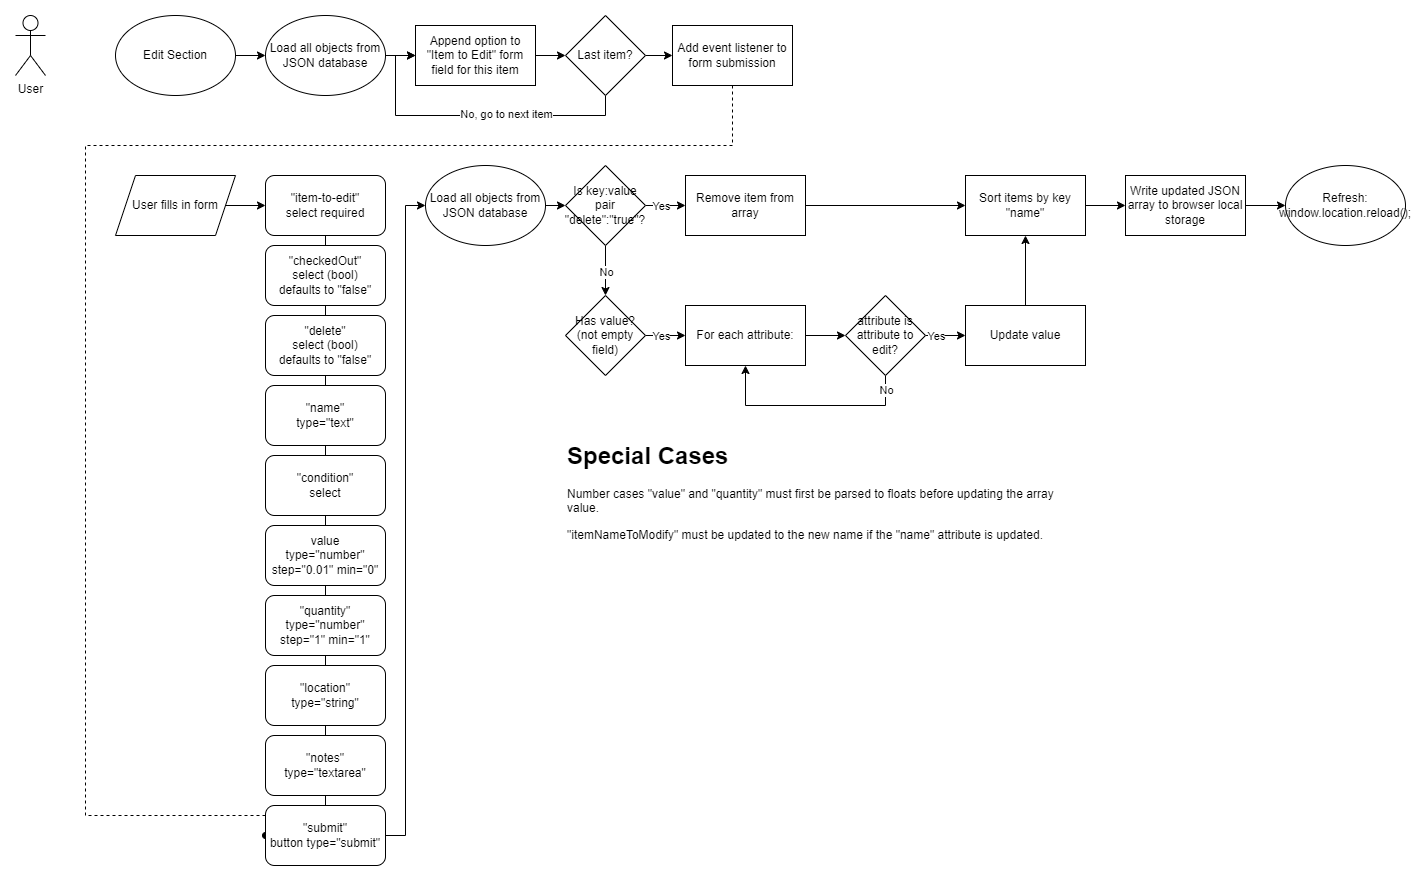 User
Edit Section
Load all objects from
JSON database
Append option to
"Item to Edit" form
field for this item
Last item?
Add event listener to
form submission
No, go to next item
User fills in form
"item-to-edit"
select required
"checkedOut"
select (bool)
defaults to "false"
"delete"
select (bool)
defaults to "false"
"name"
type="text"
"condition"
select
value
type="number"
step="0.01" min="0"
"quantity"
type="number"
step="1" min="1"
"location"
type="string"
"notes"
type="textarea"
"submit"
button type="submit"
Load all objects from
JSON database
Is key:value
pair
"delete":"true"?
Yes
Remove item from
array
Sort items by key
"name"
Write updated JSON
array to browser local
storage
Refresh:
window.location.reload();
No
Has value?
(not empty
field)
Yes
For each attribute:
attribute is
attribute to
edit?
Yes
Update value
No
Special Cases
Number cases "value" and "quantity" must first be parsed to floats before updating the array
value.
"itemNameToModify" must be updated to the new name if the "name" attribute is updated.